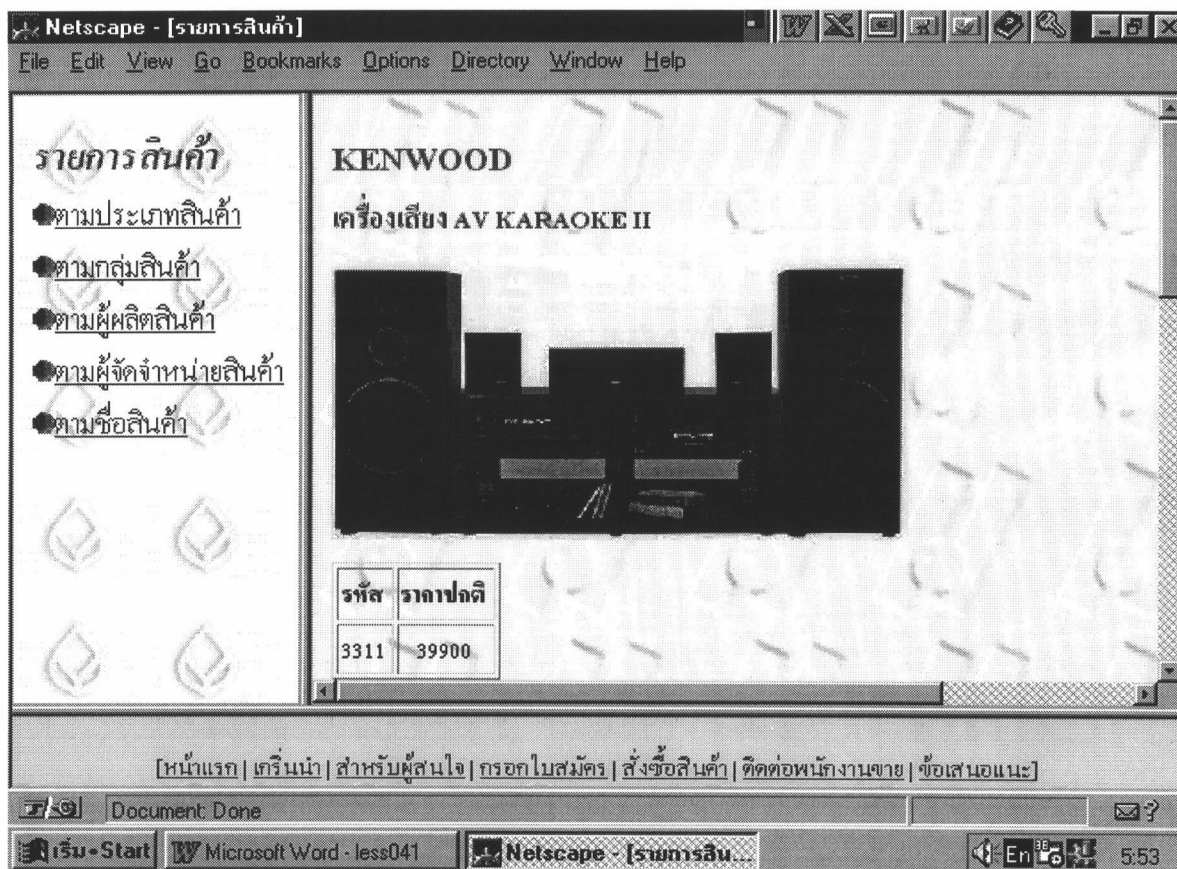 Netscape - [รายการสินค้า]
File Edit View Go Bookmarks Options Directory Window Help
รายการสินค้า
ตามประเภทสินค้า
ตามกลุ่มสินค้า
ตามผู้ผลิตสินค้า
ตามผู้จัดจำหน่ายสินค้า
ตามชื่อสินค้า
KENWOOD
เครื่องเสียง AV KARAOKE II
รหัส ราคาปกติ
3311 39900
[หน้าแรก | เกริ่นนำ | สำหรับผู้สนใจ | กรอกใบสมัคร | สั่งซื้อสินค้า | ติดต่อพนักงานขาย | ข้อเสนอแนะ]
Document: Done
เริ่ม-Start Microsoft Word - less041 Netscape - [รายการสิน... En 5:53